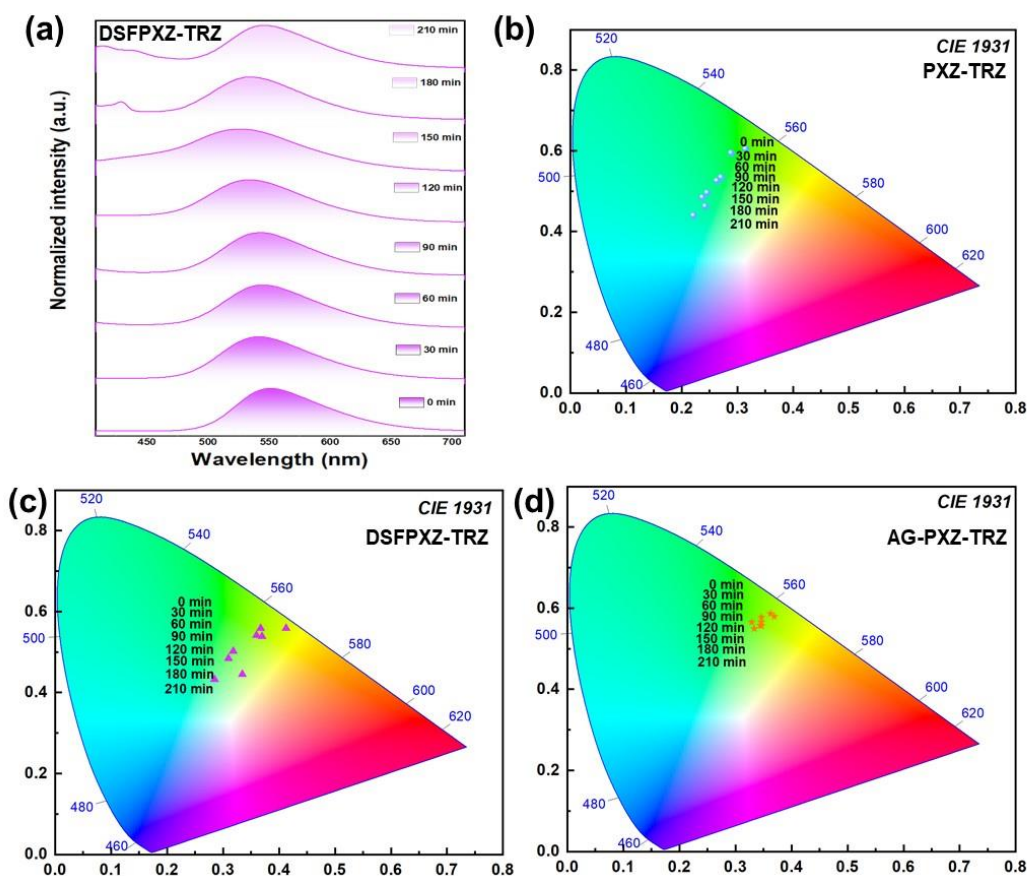 (a)
DSFPXZ-TRZ
210 min
180 min
150 min
120 min
90 min
60 min
30 min
0 min
Normalized intensity (a.u.)
450 500 550 600 650 700
Wavelength (nm)
(b)
CIE 1931
PXZ-TRZ
520
540
560
580
600
620
500
480
460
0 min
30 min
60 min
90 min
120 min
150 min
180 min
210 min
0.8
0.6
0.4
0.2
0.0
0.0 0.1 0.2 0.3 0.4 0.5 0.6 0.7 0.8
(c)
CIE 1931
DSFPXZ-TRZ
520
540
560
580
600
620
500
480
460
0 min
30 min
60 min
90 min
120 min
150 min
180 min
210 min
0.8
0.6
0.4
0.2
0.0
0.0 0.1 0.2 0.3 0.4 0.5 0.6 0.7 0.8
(d)
CIE 1931
AG-PXZ-TRZ
520
540
560
580
600
620
500
480
460
0 min
30 min
60 min
90 min
120 min
150 min
180 min
210 min
0.8
0.6
0.4
0.2
0.0
0.0 0.1 0.2 0.3 0.4 0.5 0.6 0.7 0.8